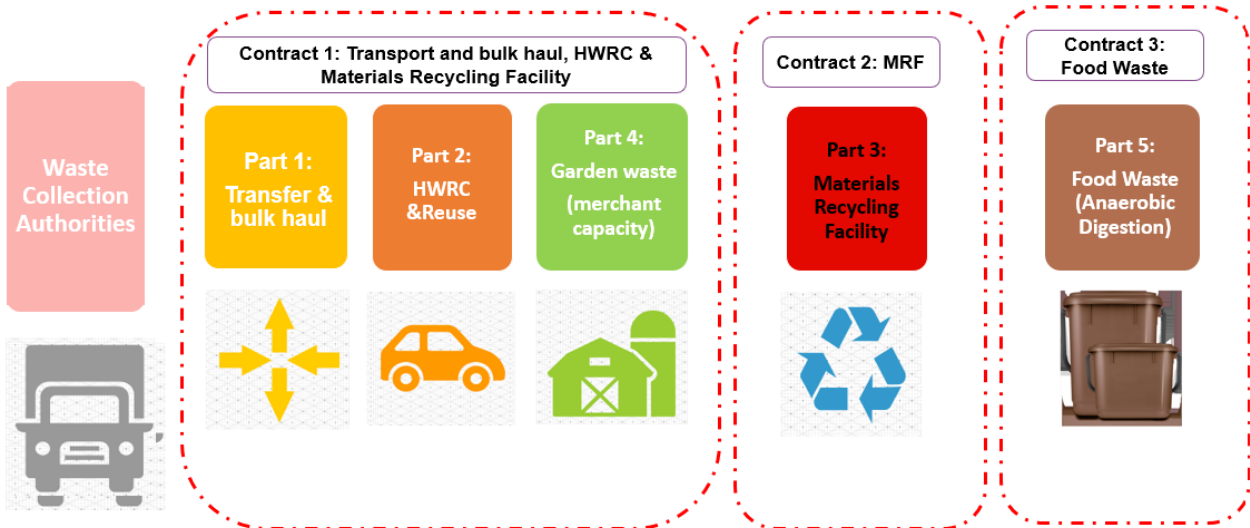 Waste
Collection
Authorities
Contract 1: Transport and bulk haul, HWRC &
Materials Recycling Facility
Part 1:
Transfer &
bulk haul
Part 2:
HWRC
&Reuse
Part 4:
Garden waste
(merchant
capacity)
Contract 2: MRF
Part 3:
Materials
Recycling
Facility
Contract 3:
Food Waste
Part 5:
Food Waste
(Anaerobic
Digestion)